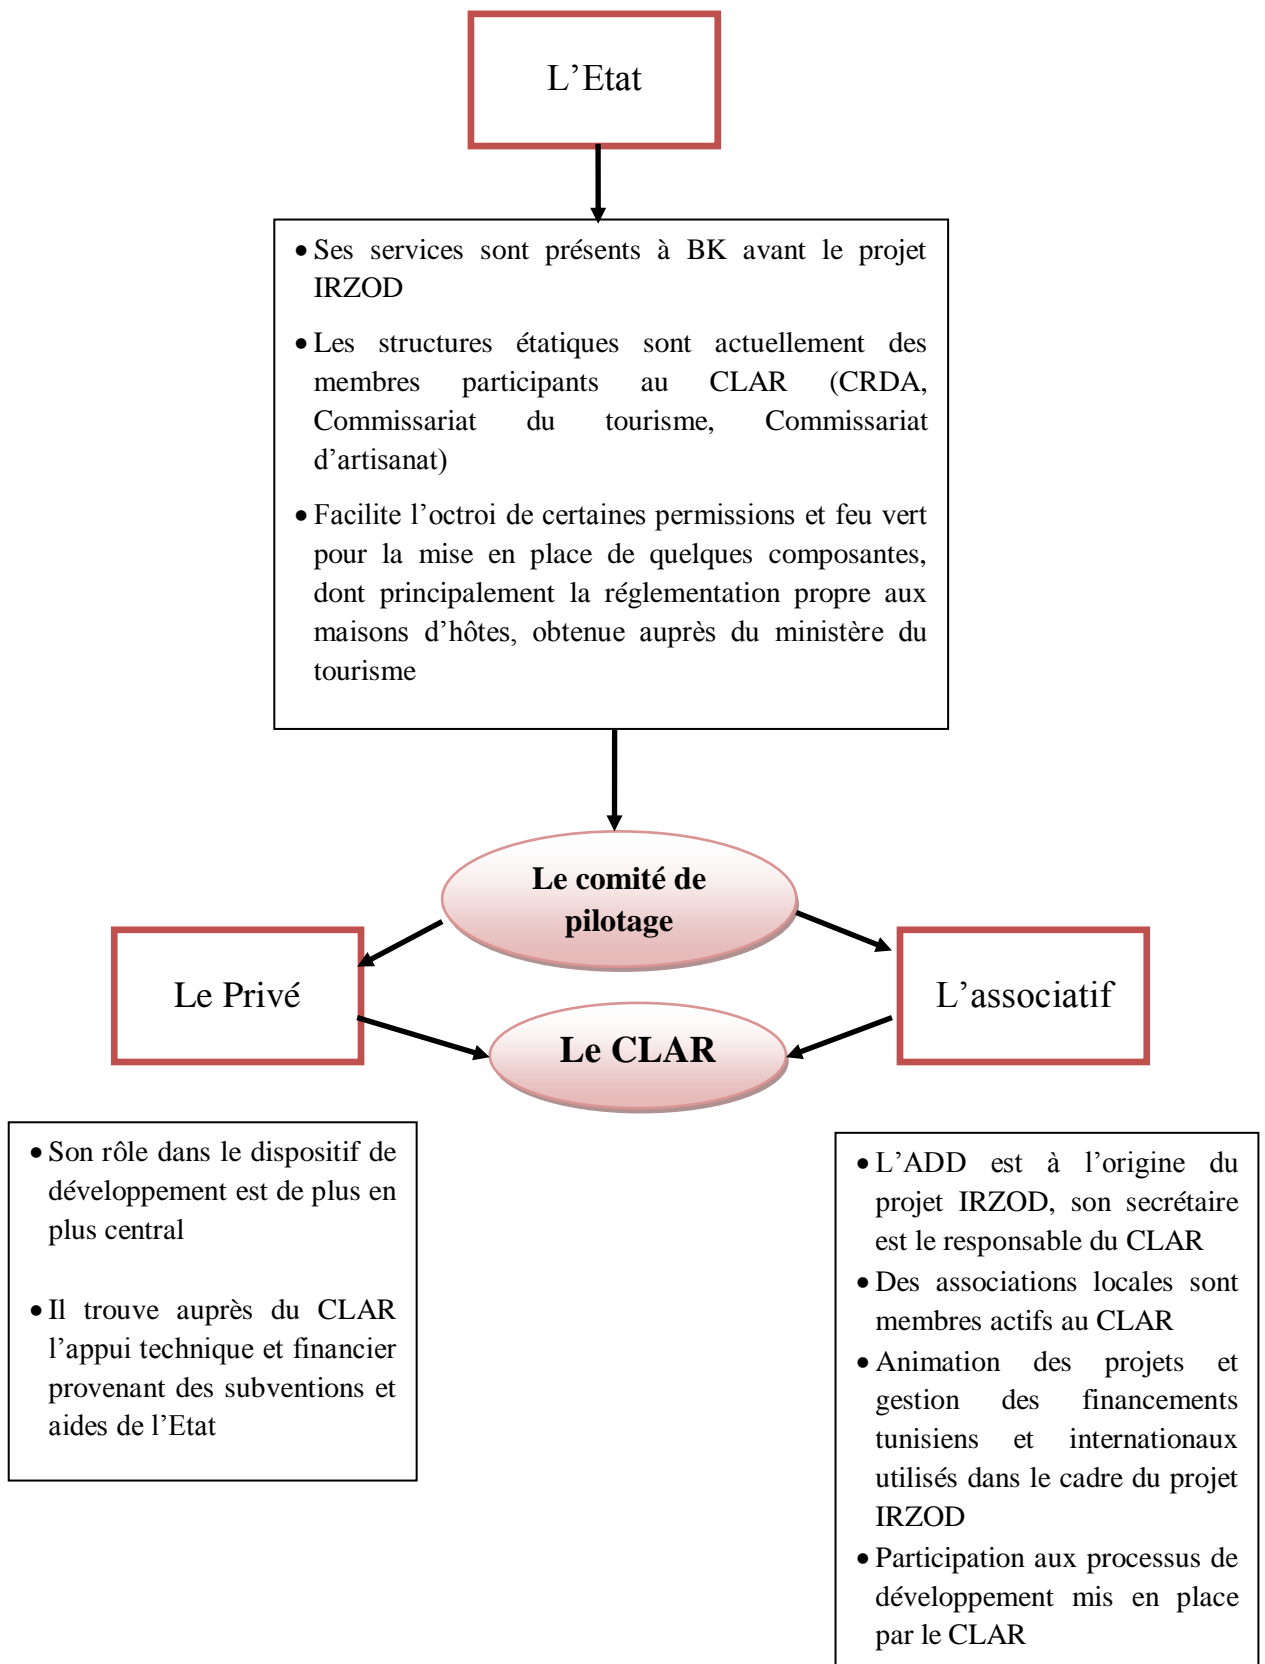 L’Etat
• Ses services sont présents à BK avant le projet
IRZOD
• Les structures étatiques sont actuellement des
membres participants au CLAR (CRDA,
Commissariat du tourisme, Commissariat
d’artisanat)
• Facilite l’octroi de certaines permissions et feu vert
pour la mise en place de quelques composantes,
dont principalement la réglementation propre aux
maisons d’hôtes, obtenue auprès du ministère du
tourisme
Le comité de
pilotage
Le Privé
L’associatif
Le CLAR
• Son rôle dans le dispositif de
développement est de plus en
plus central
• Il trouve auprès du CLAR
l’appui technique et financier
provenant des subventions et
aides de l’Etat
• L’ADD est à l’origine du
projet IRZOD, son secrétaire
est le responsable du CLAR
• Des associations locales sont
membres actifs au CLAR
• Animation des projets et
gestion des financements
tunisiens et internationaux
utilisés dans le cadre du projet
IRZOD
• Participation aux processus de
développement mis en place
par le CLAR